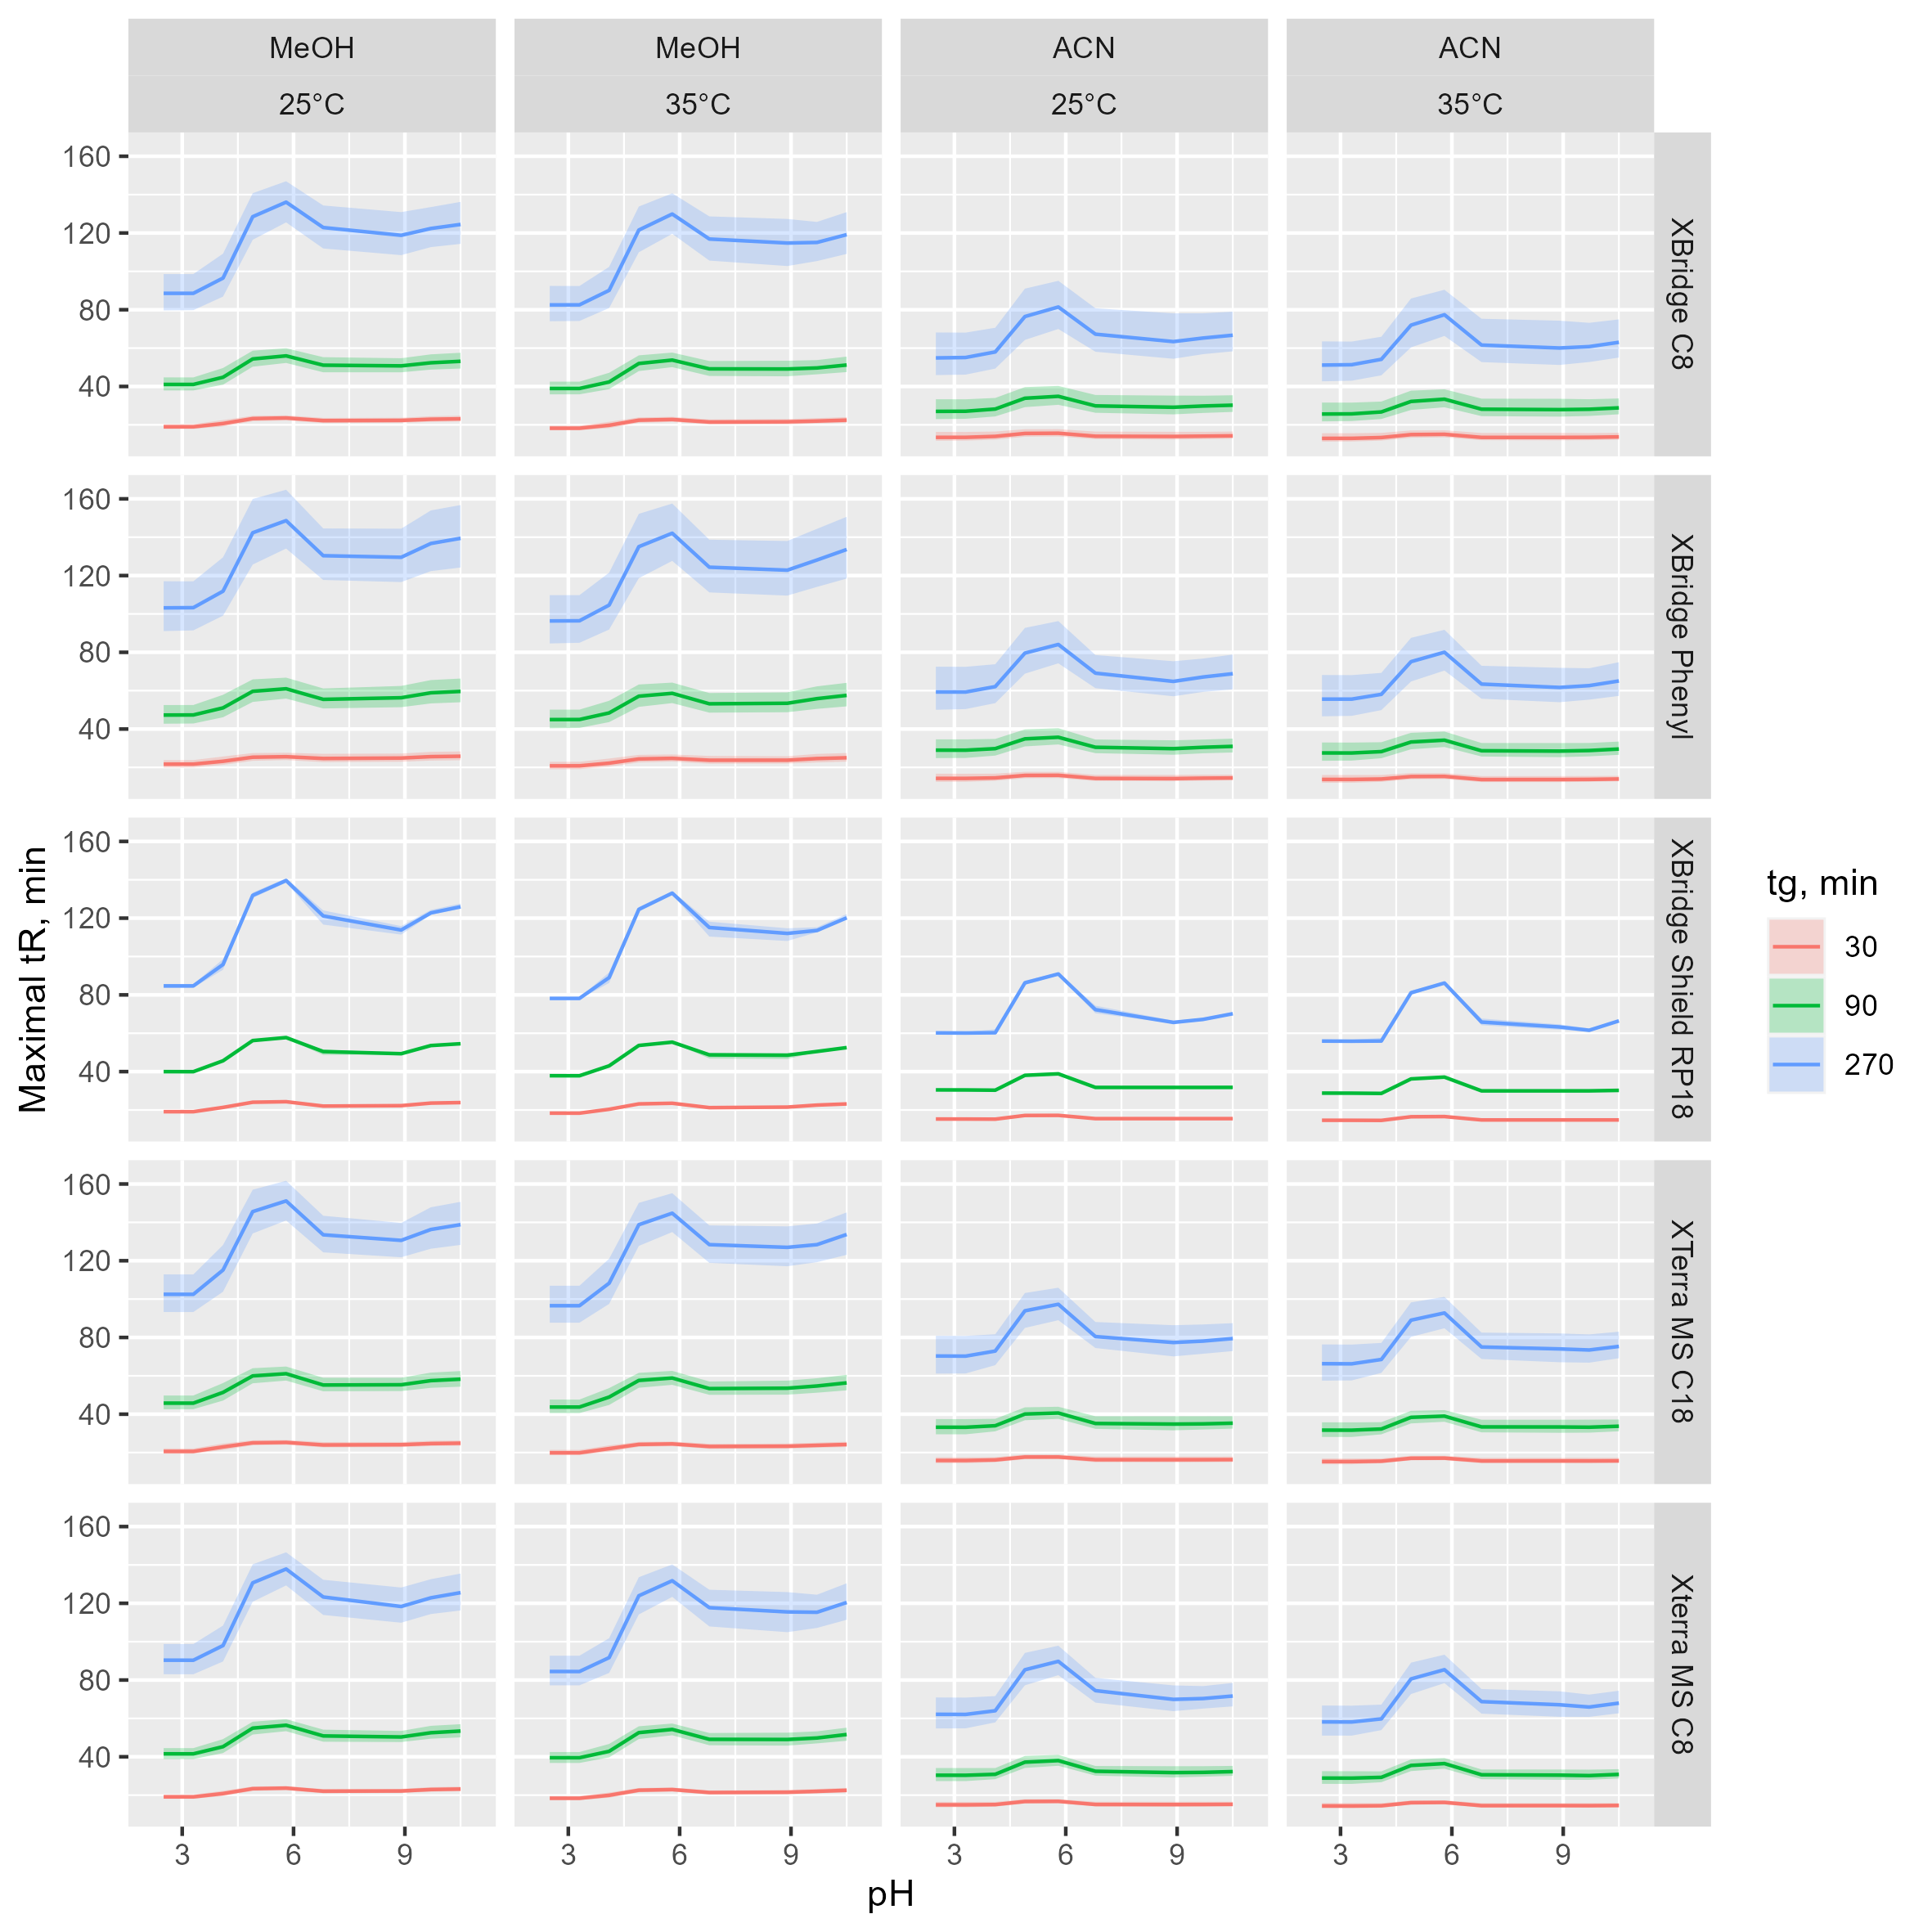 MeOH MeOH ACN ACN
25°C 35°C 25°C 35°C
160
120
80
40
XBridge C8
160
120
80
40
XBridge Phenyl
160
120
80
40
XBridge Shield RP18
160
120
80
40
XTerra MS C18
160
120
80
40
Xterra MS C8
3 6 9 3 6 9 3 6 9 3 6 9
pH
Maximal tR, min
tg, min
30
90
270